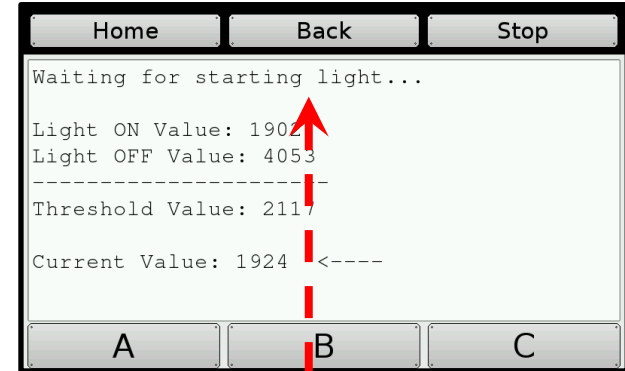 Home Back Stop
Waiting for starting light...
Light ON Value: 1902
Light OFF Value: 4053
----------------------
Threshold Value: 2117
Current Value: 1924 <----
A B C